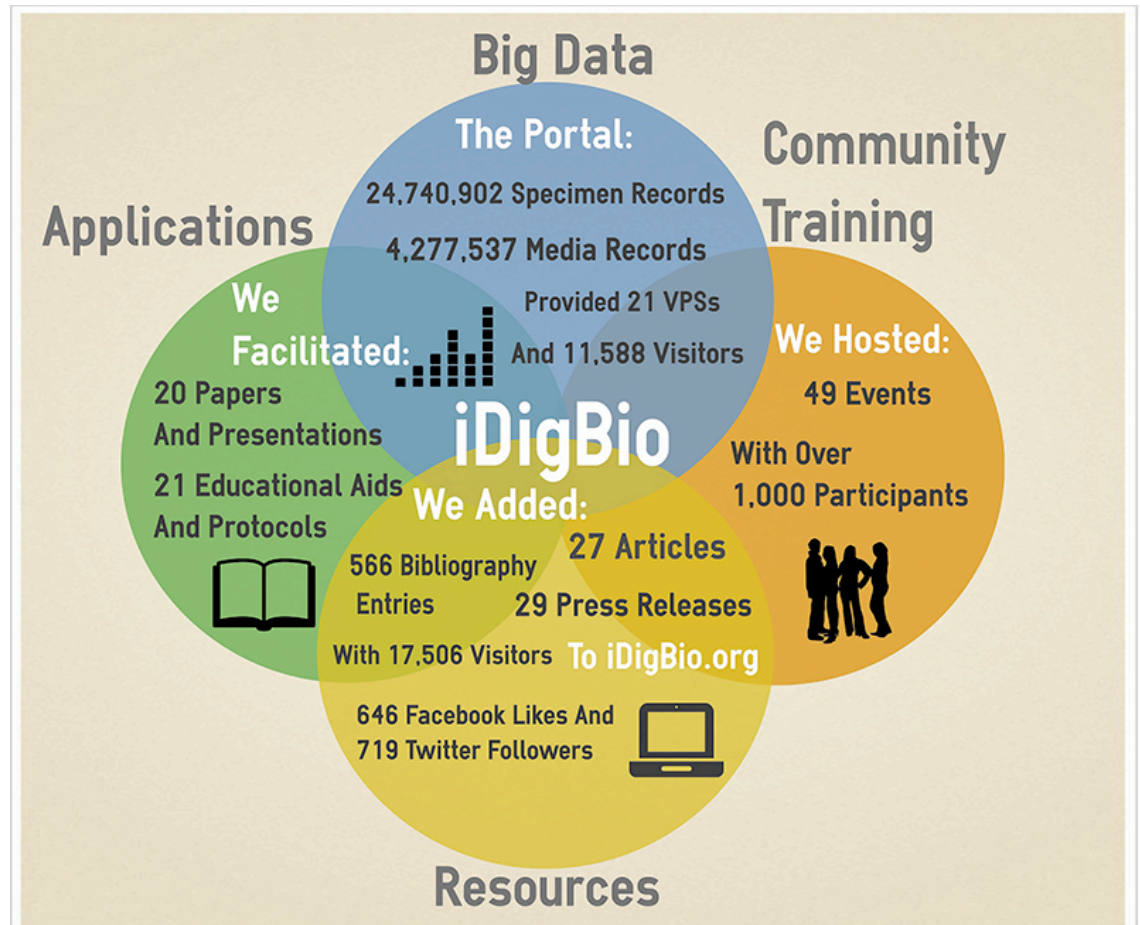 Big Data
The Portal:
24,740,902 Specimen Records
4,277,537 Media Records
Provided 21 VPSs
And 11,588 Visitors
Applications
We
Facilitated:
20 Papers
And Presentations
21 Educational Aids
And Protocols
Community
Training
We Hosted:
49 Events
With Over
1,000 Participants
iDigBio
We Added:
27 Articles
566 Bibliography
Entries
29 Press Releases
With 17,506 Visitors
To iDigBio.org
646 Facebook Likes And
719 Twitter Followers
Resources